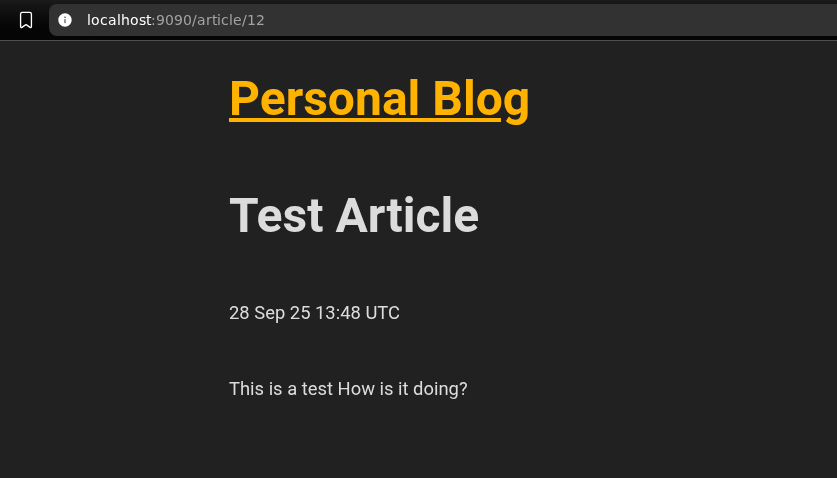 localhost:9090/article/12
Personal Blog
Test Article
28 Sep 25 13:48 UTC
This is a test How is it doing?